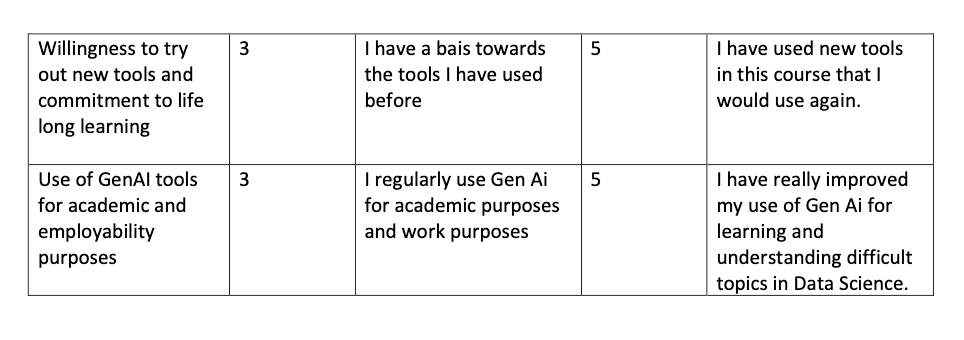 Willingness to try
out new tools and
commitment to life
long learning
3
I have a bais towards
the tools I have used
before
5
I have used new tools
in this course that I
would use again.
Use of GenAI tools
for academic and
employability
purposes
3
I regularly use Gen Ai
for academic purposes
and work purposes
5
I have really improved
my use of Gen Ai for
learning and
understanding difficult
topics in Data Science.